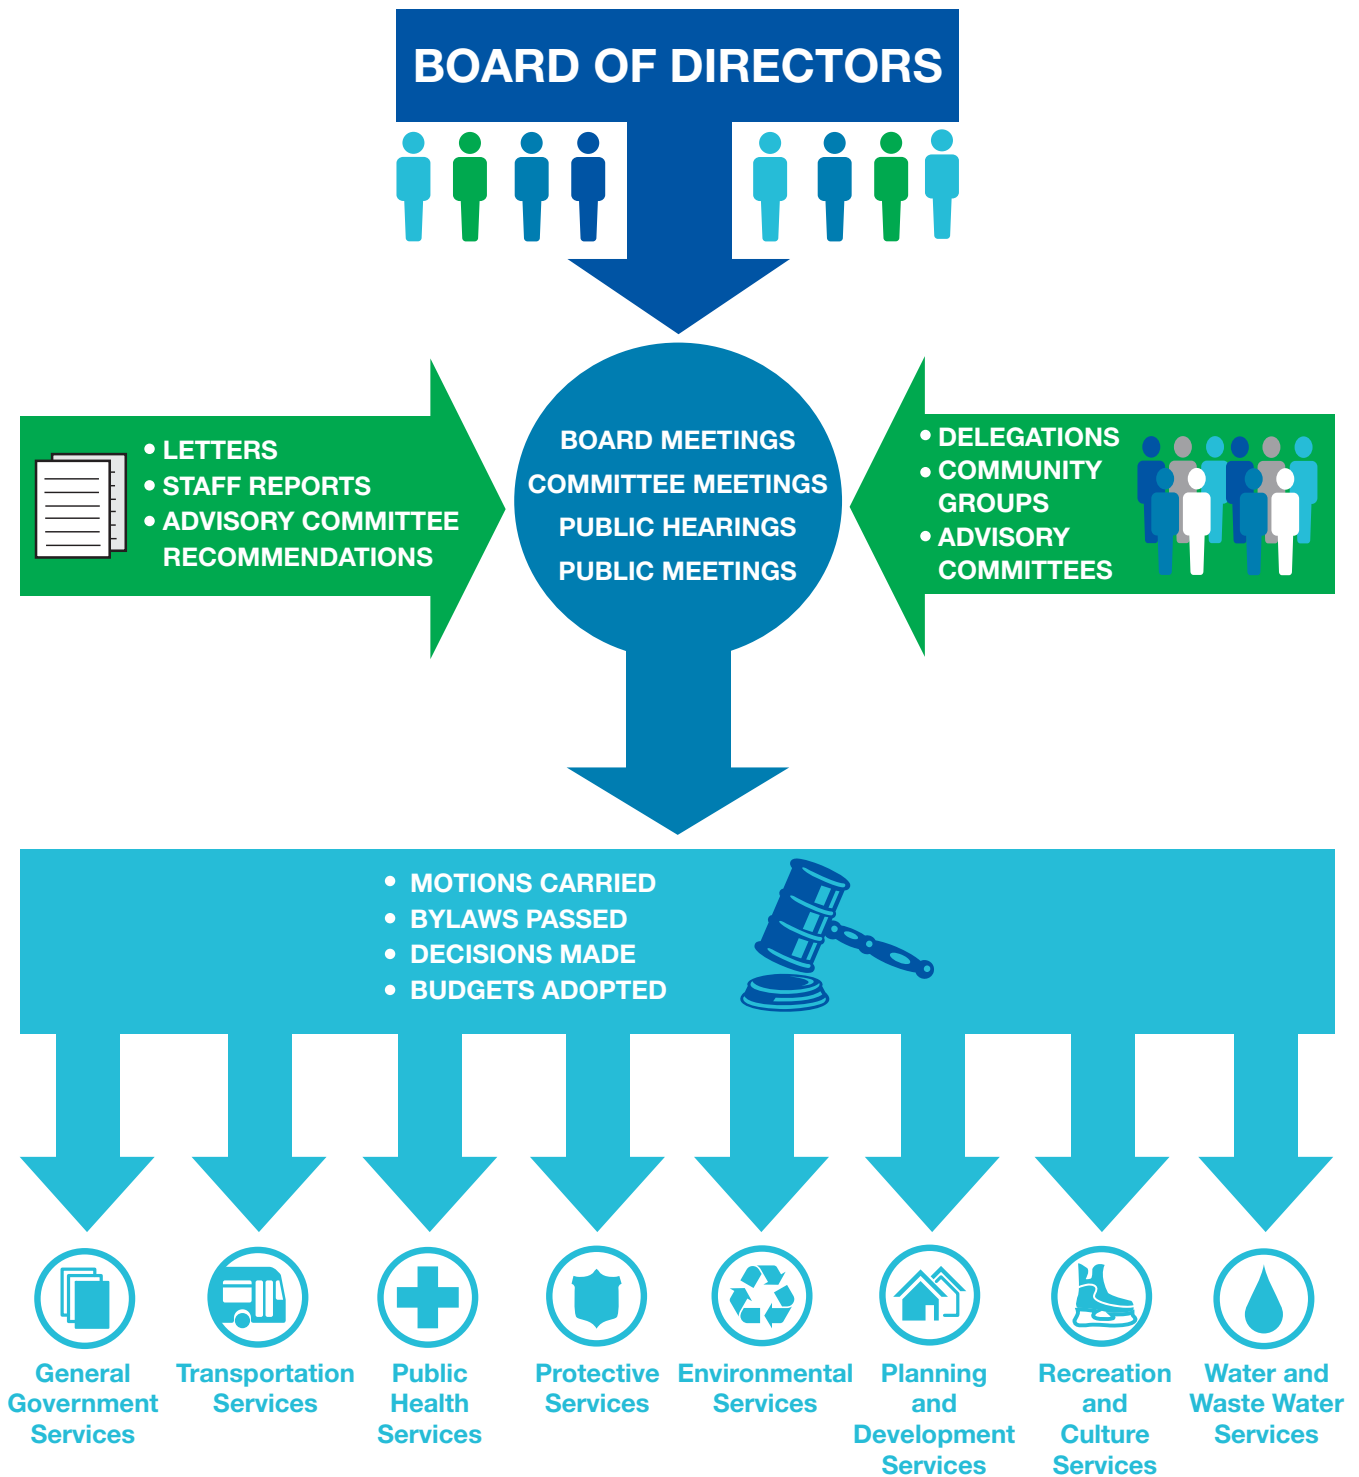 BOARD OF DIRECTORS
• LETTERS
• STAFF REPORTS
• ADVISORY COMMITTEE
RECOMMENDATIONS
BOARD MEETINGS
COMMITTEE MEETINGS
PUBLIC HEARINGS
PUBLIC MEETINGS
• DELEGATIONS
• COMMUNITY
GROUPS
• ADVISORY
COMMITTEES
• MOTIONS CARRIED
• BYLAWS PASSED
• DECISIONS MADE
• BUDGETS ADOPTED
General
Government
Services
Transportation
Services
Public
Health
Services
Protective
Services
Environmental
Services
Planning
and
Development
Services
Recreation
and
Culture
Services
Water and
Waste Water
Services